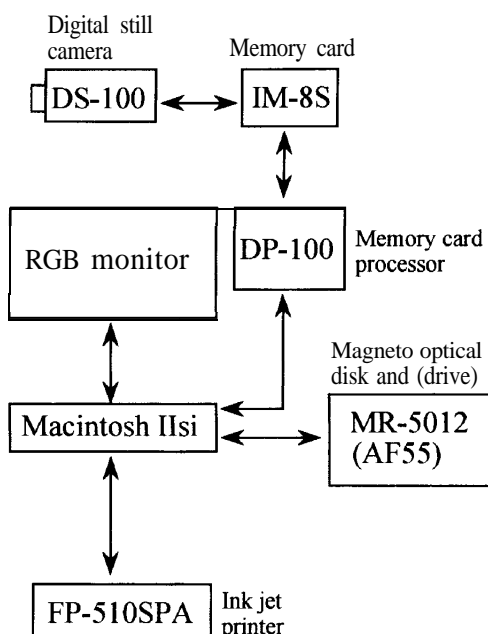 Digital still
camera
Memory card
DS-100
IM-8S
RGB monitor
DP-100
Memory card
processor
Magneto optical
disk and (drive)
Macintosh IIsi
MR-5012
(AF55)
FP-510SPA
Ink jet
printer